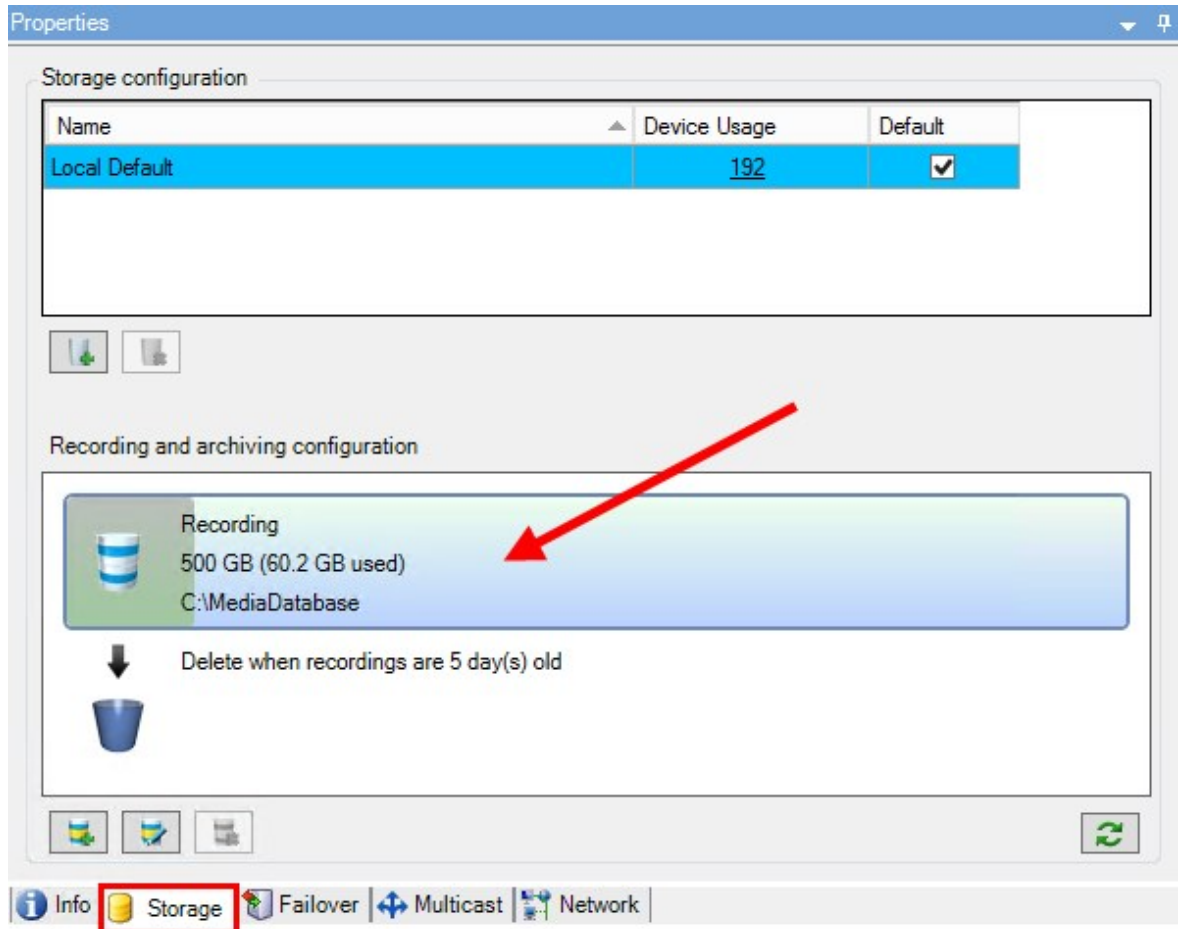 Properties
Storage configuration
Name Device Usage Default
Local Default 192
Recording and archiving configuration
Recording
500 GB (60.2 GB used)
C:\MediaDatabase
Delete when recordings are 5 day(s) old
Info Storage Failover Multicast Network